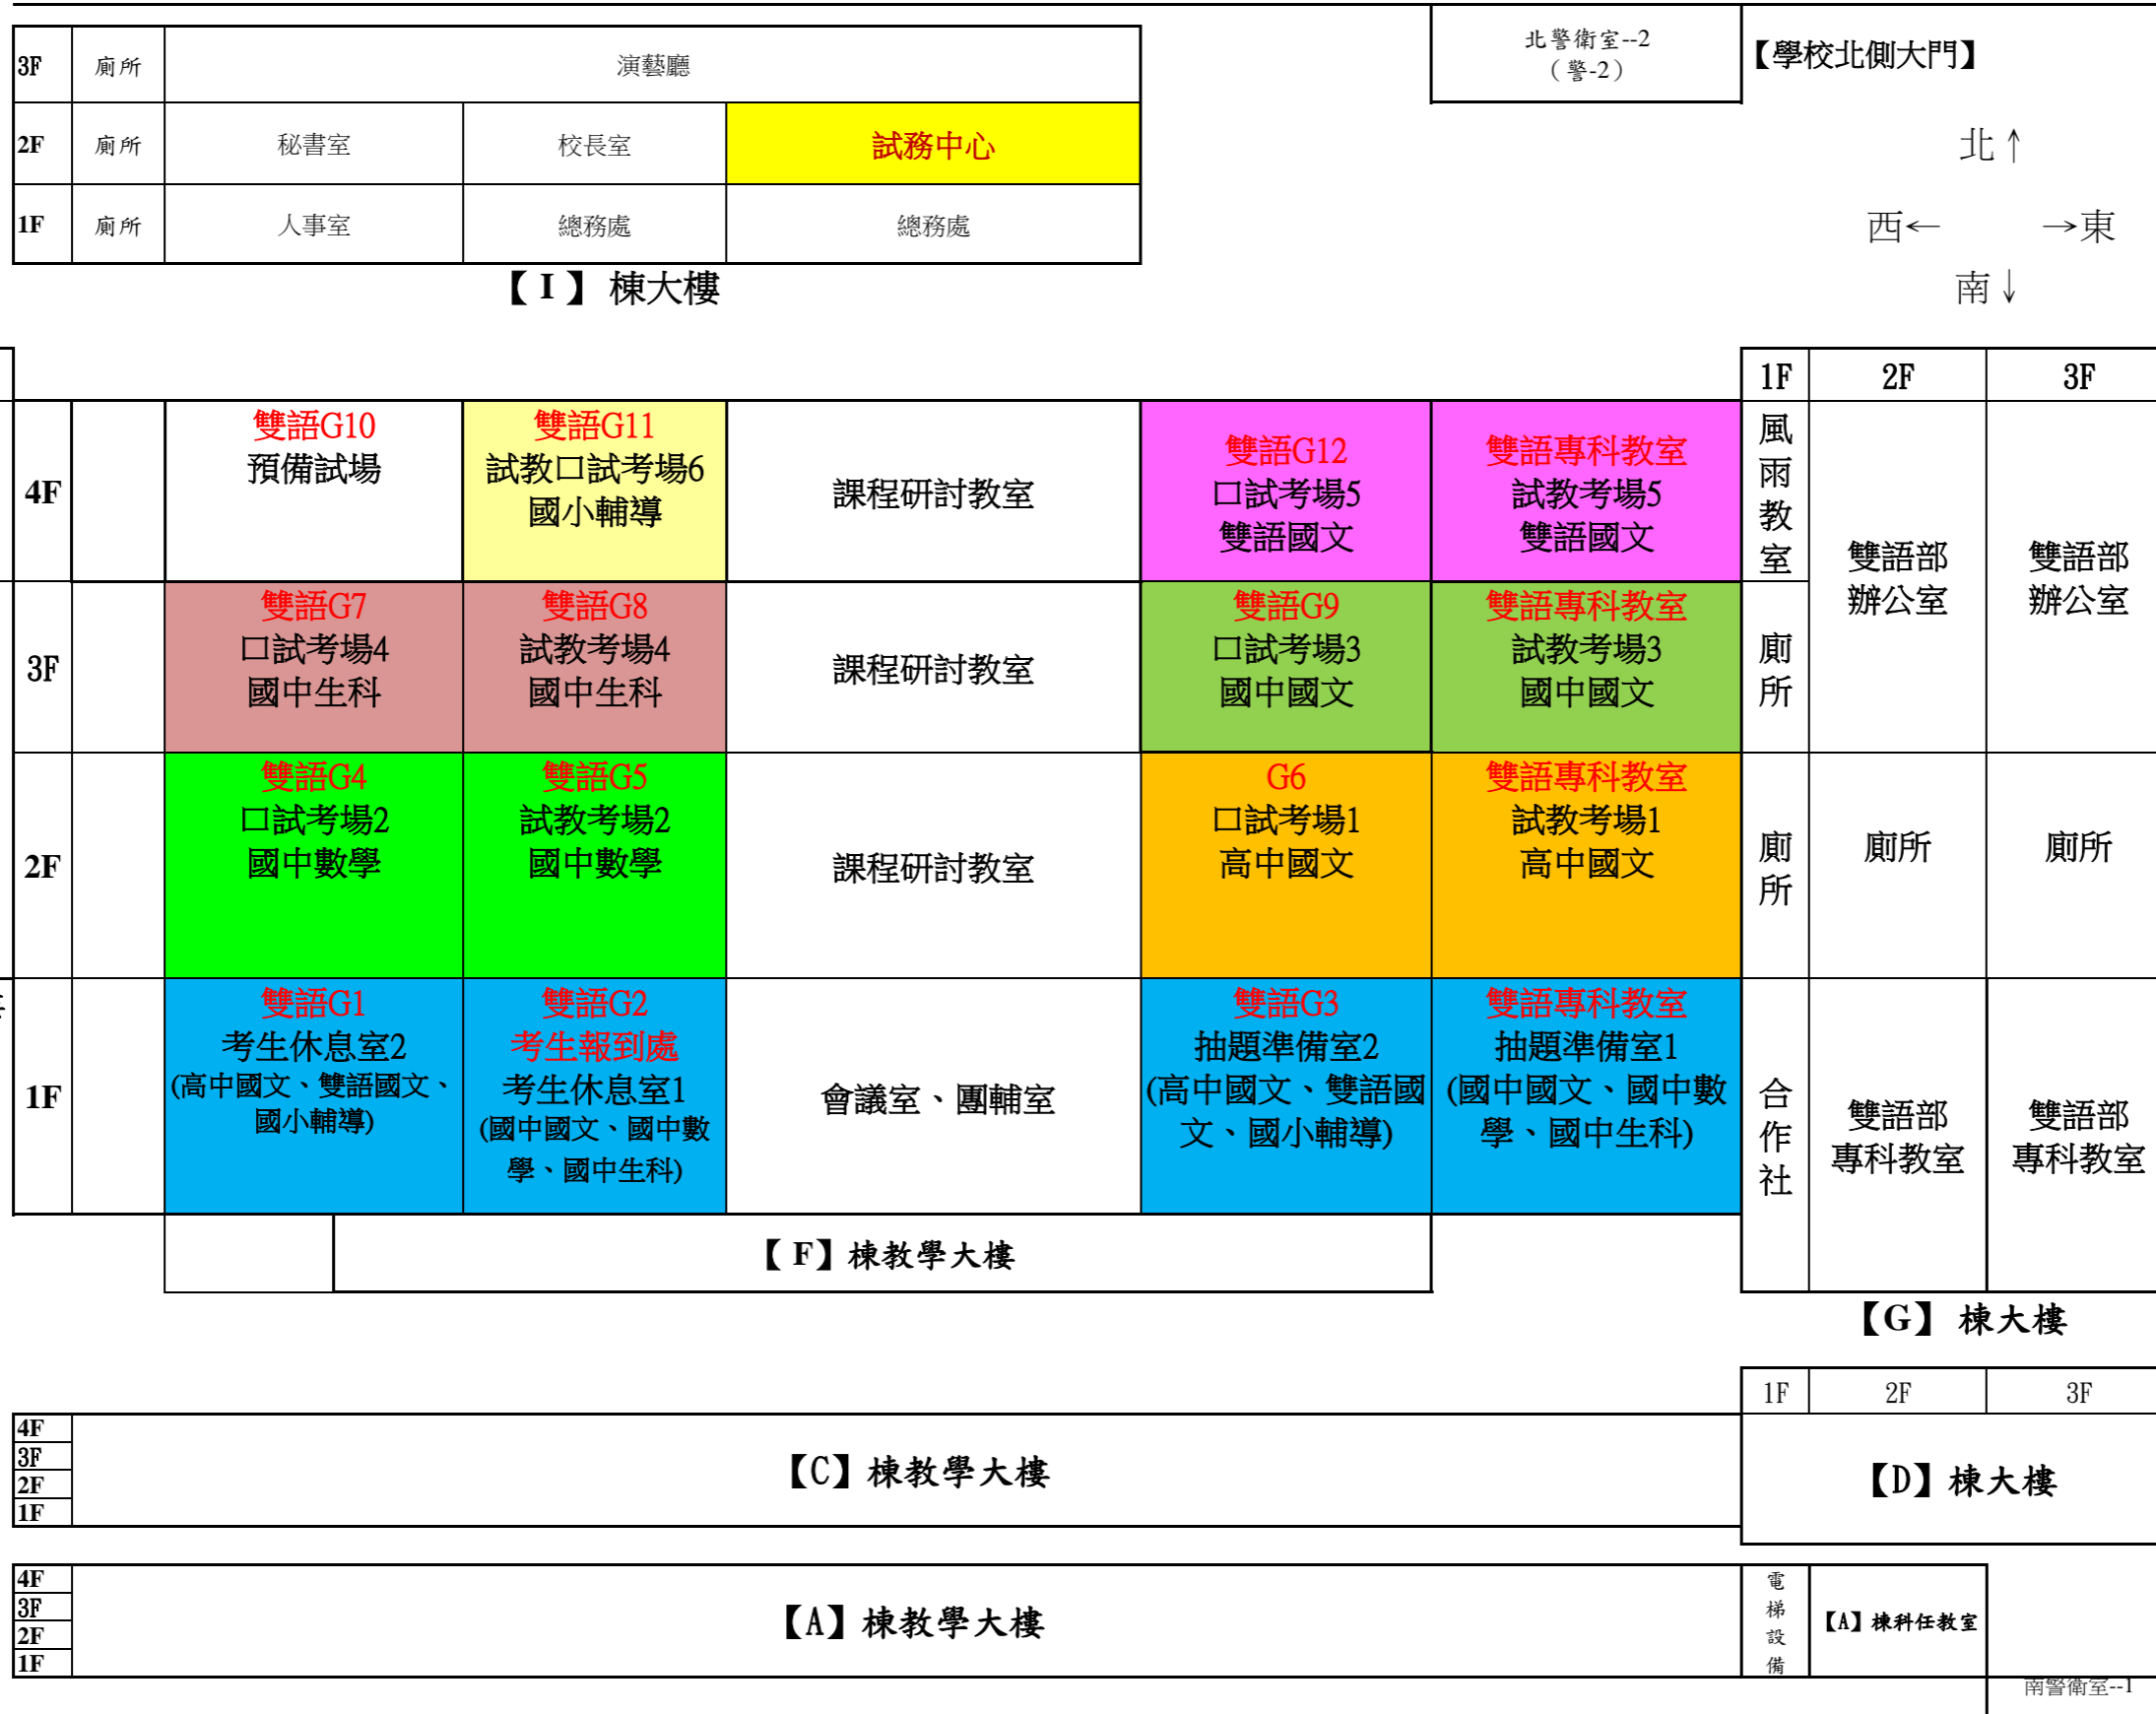 北警衛室--2
(警-2)
【學校北側大門】
3F
廁所
演藝廳
2F
廁所
秘書室
校長室
試務中心
1F
廁所
人事室
總務處
總務處
【 I 】 棟大樓
北↑
西← →東
南↓
1F
2F
3F
4F
雙語G10
預備試場
雙語G11
試教口試考場6
國小輔導
課程研討教室
雙語G12
口試考場5
雙語國文
雙語專科教室
試教考場5
雙語國文
風
雨
教
室
雙語部
辦公室
雙語部
辦公室
3F
雙語G7
口試考場4
國中生科
雙語G8
試教考場4
國中生科
課程研討教室
雙語G9
口試考場3
國中國文
雙語專科教室
試教考場3
國中國文
廁
所
2F
雙語G4
口試考場2
國中數學
雙語G5
試教考場2
國中數學
課程研討教室
G6
口試考場1
高中國文
雙語專科教室
試教考場1
高中國文
廁
所
廁所
廁所
1F
雙語G1
考生休息室2
(高中國文、雙語國文、
國小輔導)
雙語G2
考生報到處
考生休息室1
(國中國文、國中數
學、國中生科)
會議室、團輔室
雙語G3
抽題準備室2
(高中國文、雙語國
文、國小輔導)
雙語專科教室
抽題準備室1
(國中國文、國中數
學、國中生科)
合
作
社
雙語部
專科教室
雙語部
專科教室
【 F】棟教學大樓
【G】 棟大樓
1F
2F
3F
4F
3F
2F
1F
【C】棟教學大樓
【D】棟大樓
4F
3F
2F
1F
【A】棟教學大樓
電
梯
設
備
【A】棟科任教室
南警衛室--1